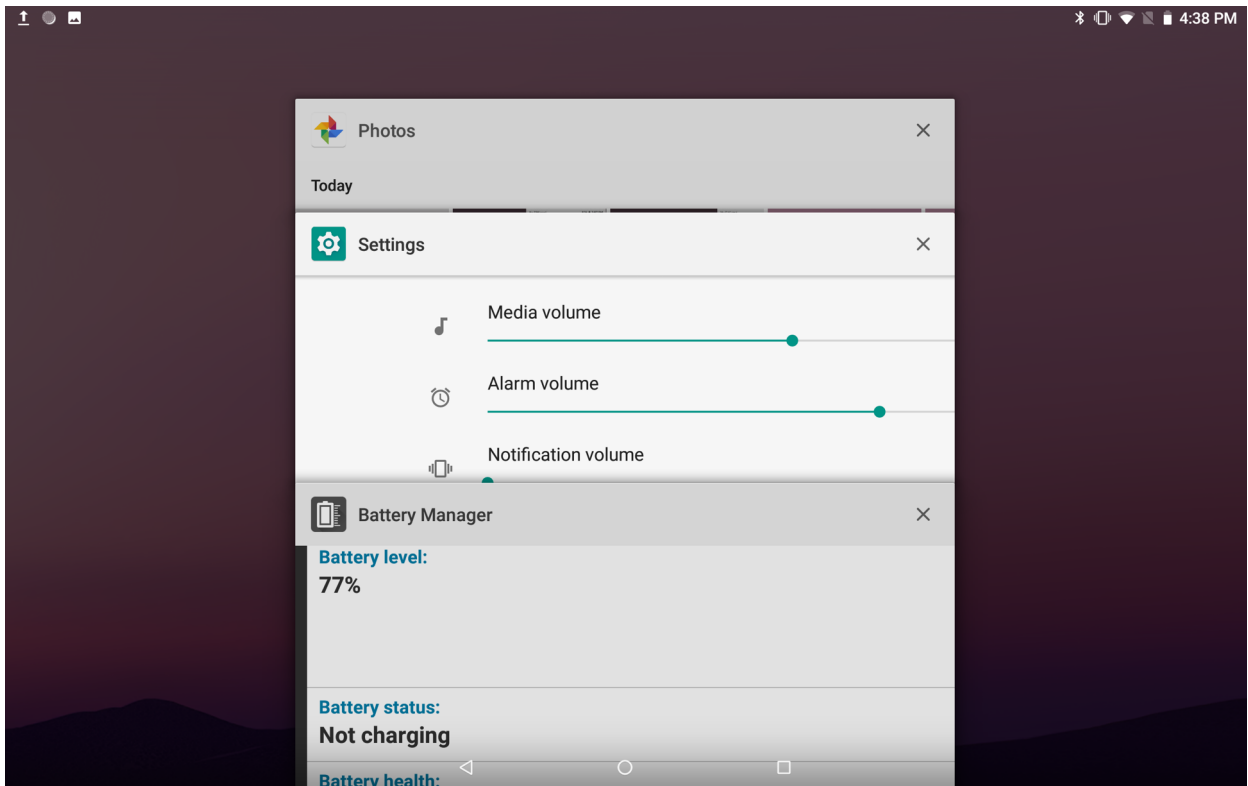 4:38 PM
Photos
Today
Settings
Media volume
Alarm volume
Notification volume
Battery Manager
Battery level:
77%
Battery status:
Not charging
Battery health: